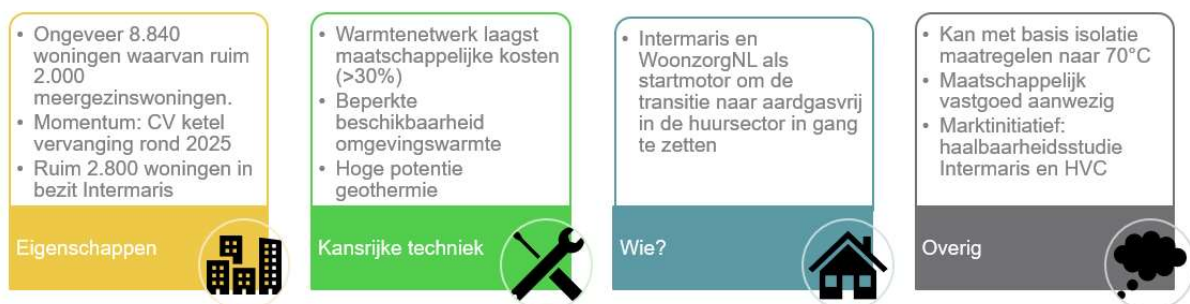 • Ongeveer 8.840
woningen waarvan ruim
2.000
meergezinswoningen.
• Momentum: CV ketel
vervanging rond 2025
• Ruim 2.800 woningen in
bezit Intermaris
Eigenschappen
• Warmtenetwerk laagst
maatschappelijke kosten
(>30%)
• Beperkte
beschikbaarheid
omgevingswarmte
• Hoge potentie
geothermie
Kansrijke techniek
• Intermaris en
WoonzorgNL als
startmotor om de
transitie naar aardgasvrij
in de huursector in gang
te zetten
Wie?
• Kan met basis isolatie
maatregelen naar 70°C
• Maatschappelijk
vastgoed aanwezig
• Marktinitiatief:
haalbaarheidsstudie
Intermaris en HVC
Overig